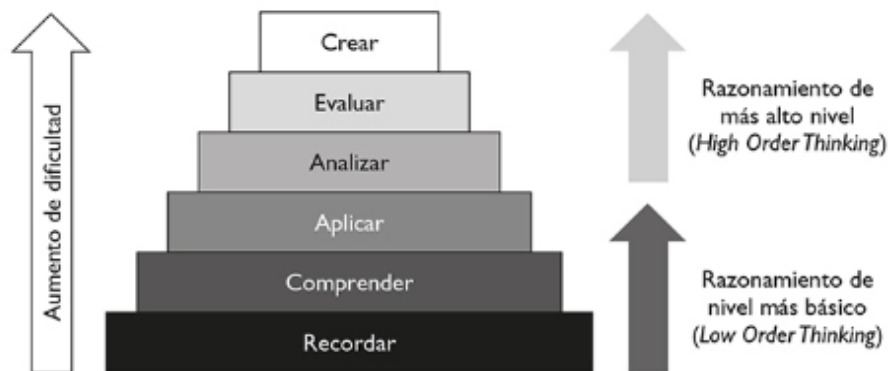 Aumento de dificultad
Crear
Evaluar
Analizar
Aplicar
Comprender
Recordar
Razonamiento de
más alto nivel
(High Order Thinking)
Razonamiento de
nivel más básico
(Low Order Thinking)